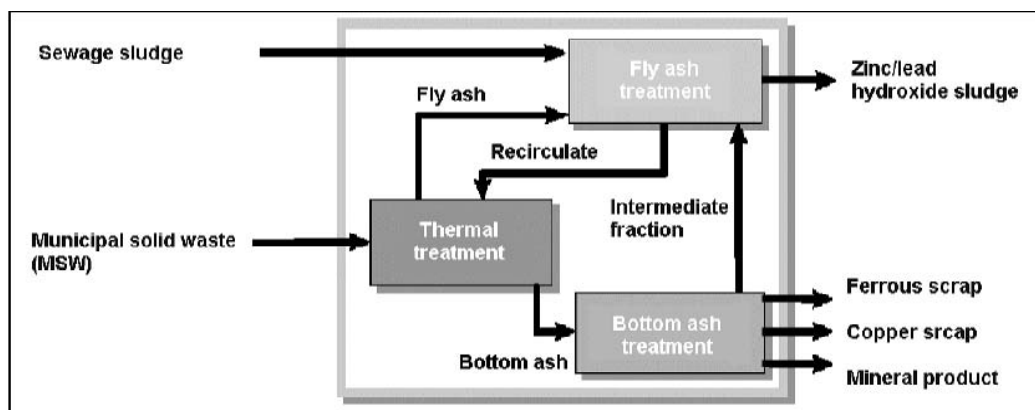 Sewage sludge
Fly ash
treatment
Zinc/lead
hydroxide sludge
Fly ash
Recirculate
Intermediate
fraction
Thermal
treatment
Municipal solid waste
(MSW)
Bottom ash
treatment
Bottom ash
Ferrous scrap
Copper srcap
Mineral product